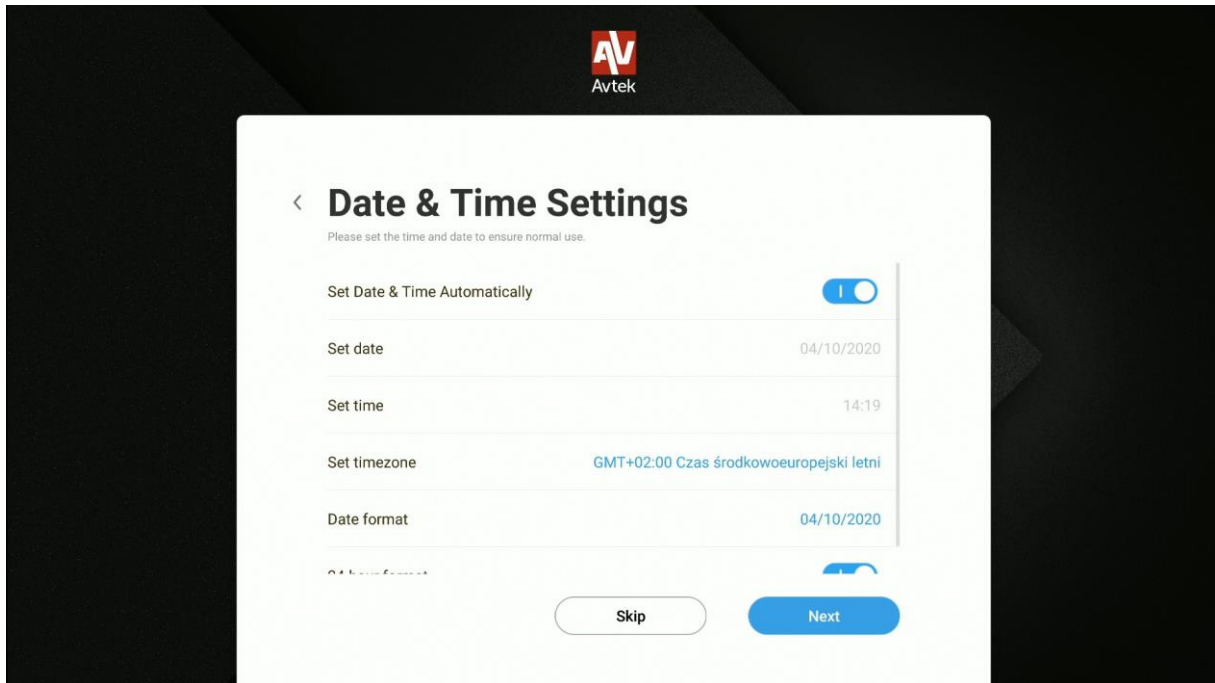 AV
Avtek
Date & Time Settings
Please set the time and date to ensure normal use.
Set Date & Time Automatically
Set date 04/10/2020
Set time 14:19
Set timezone GMT+02:00 Czas środkowoeuropejski letni
Date format 04/10/2020
Skip Next